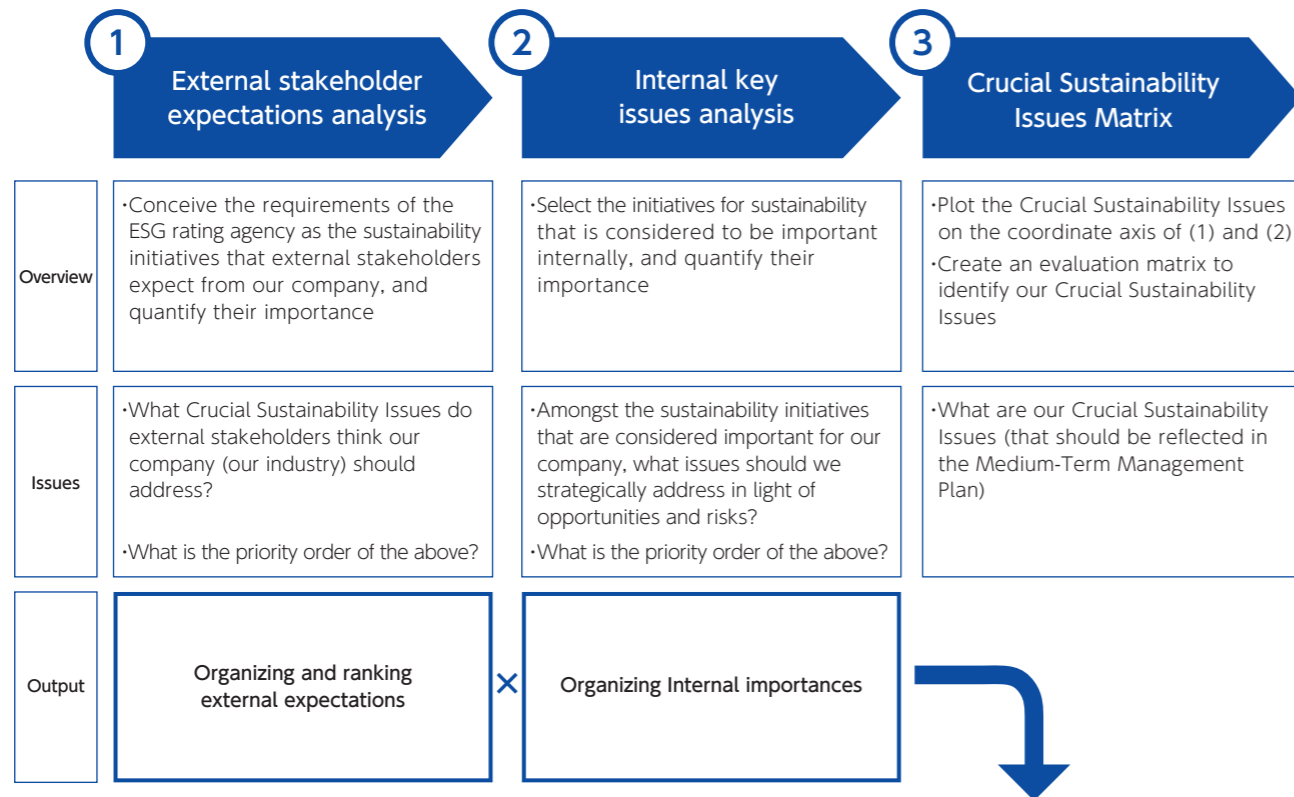 1
External stakeholder
expectations analysis
2
Internal key
issues analysis
3
Crucial Sustainability
Issues Matrix
Overview
・Conceive the requirements of the
ESG rating agency as the sustainability
initiatives that external stakeholders
expect from our company, and
quantify their importance
・Select the initiatives for sustainability
that is considered to be important
internally, and quantify their
importance
・Plot the Crucial Sustainability Issues
on the coordinate axis of (1) and (2)
・Create an evaluation matrix to
identify our Crucial Sustainability
Issues
Issues
・What Crucial Sustainability Issues do
external stakeholders think our
company (our industry) should
address?
・What is the priority order of the above?
・Amongst the sustainability initiatives
that are considered important for our
company, what issues should we
strategically address in light of
opportunities and risks?
・What is the priority order of the above?
・What are our Crucial Sustainability
Issues (that should be reflected in
the Medium-Term Management
Plan)
Output
Organizing and ranking
external expectations
×
Organizing Internal importances